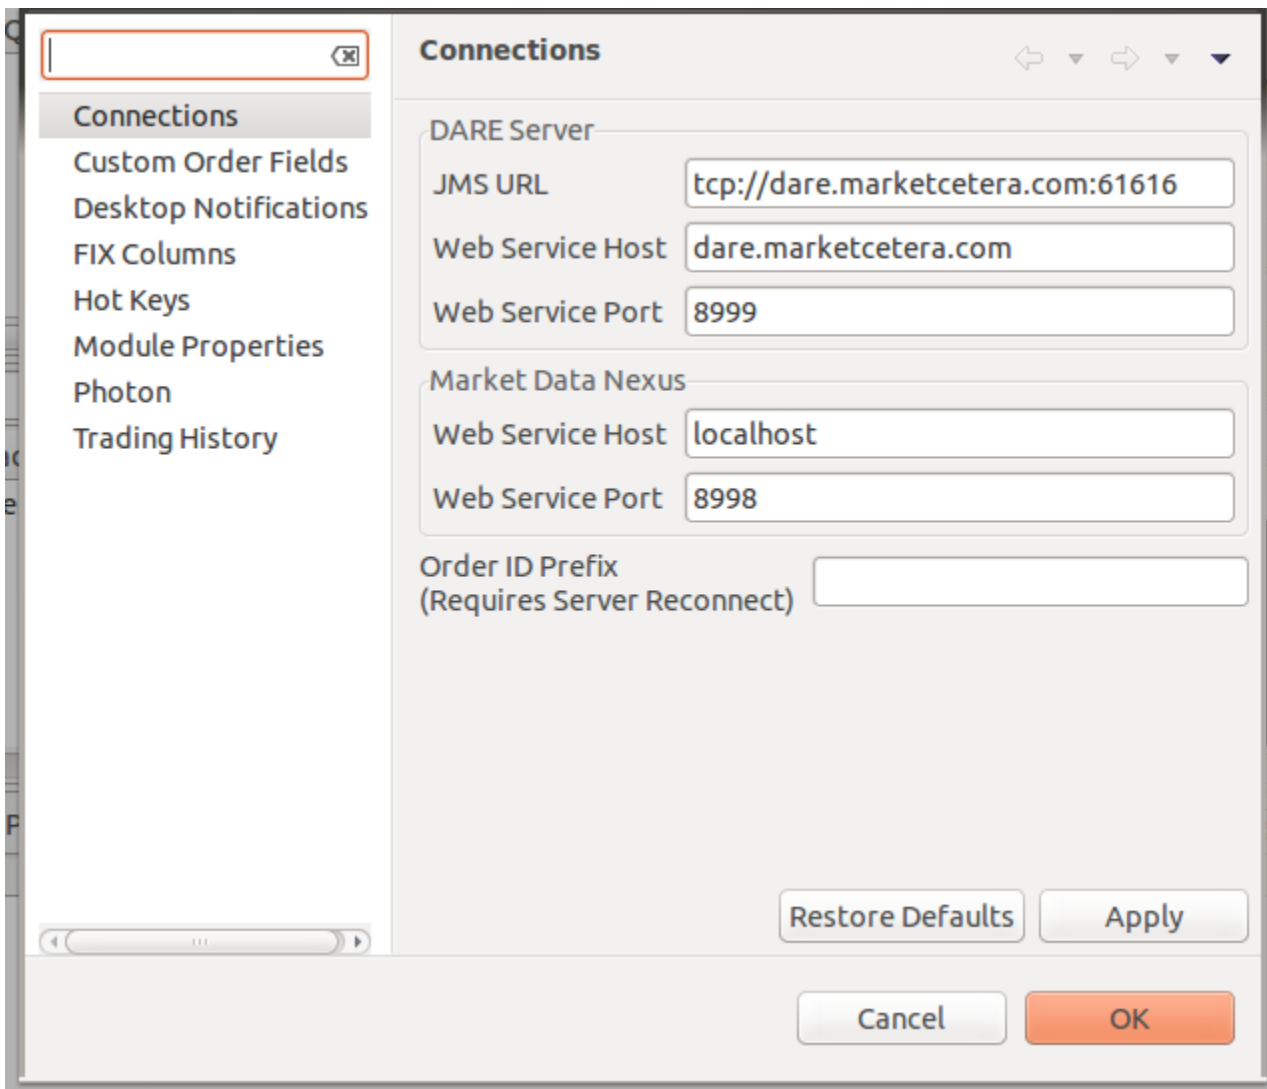 Connections
Custom Order Fields
Desktop Notifications
FIX Columns
Hot Keys
Module Properties
Photon
Trading History
Connections
DARE Server
JMS URL tcp://dare.marketcetera.com:61616
Web Service Host dare.marketcetera.com
Web Service Port 8999
Market Data Nexus
Web Service Host localhost
Web Service Port 8998
Order ID Prefix
(Requires Server Reconnect)
Restore Defaults Apply
Cancel OK